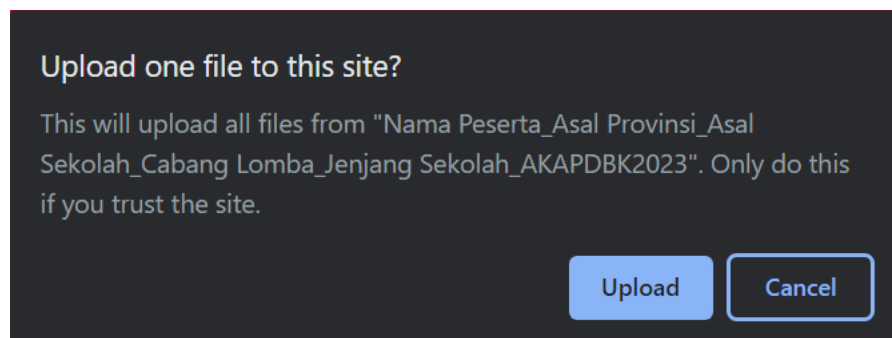 Upload one file to this site?
This will upload all files from "Nama Peserta_Asal Provinsi_Asal
Sekolah_Cabang Lomba_Jenjang Sekolah_AKAPDBK2023". Only do this
if you trust the site.
Upload Cancel